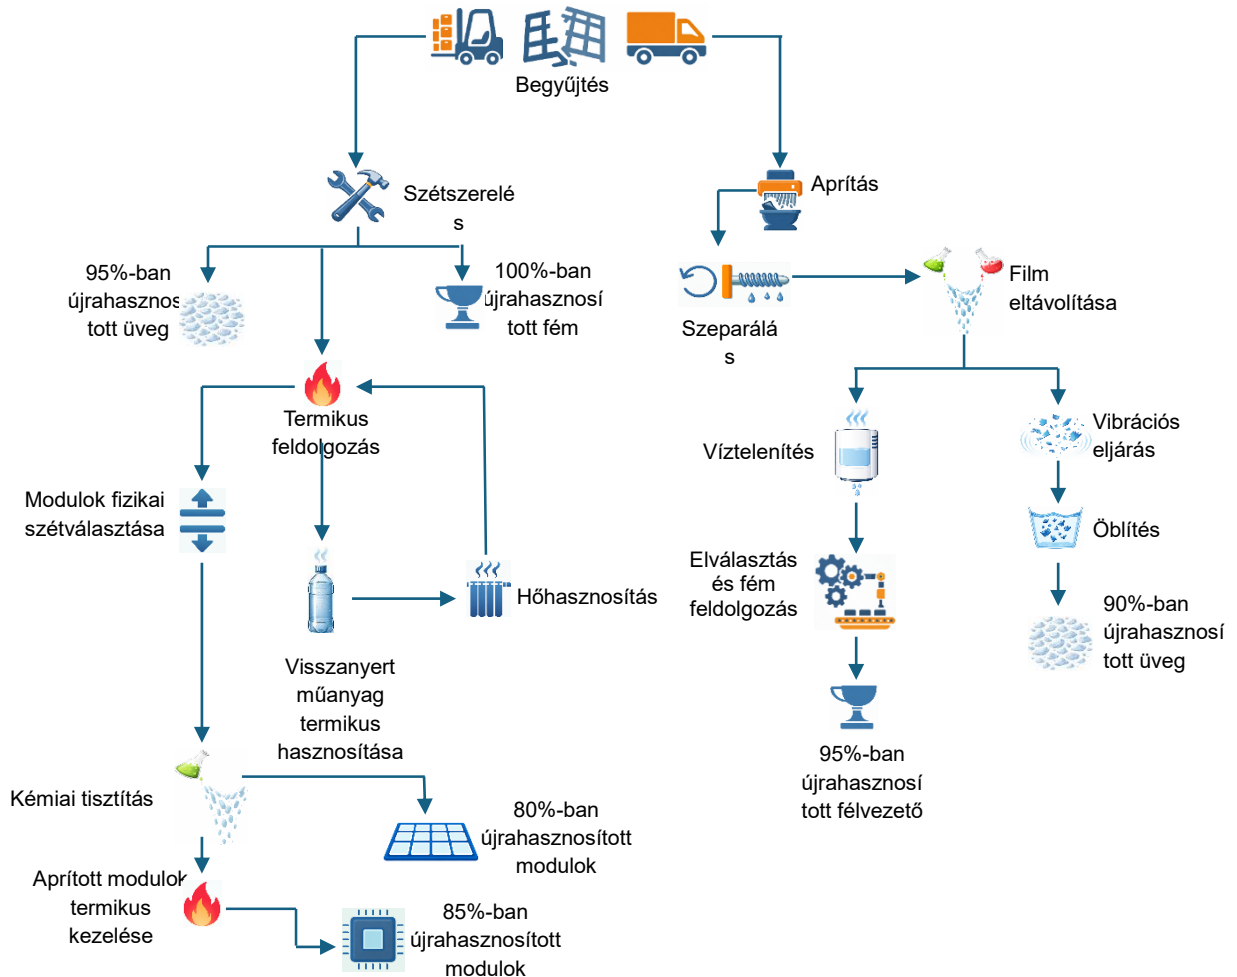 Begyűjtés
Szétszerelé
s
Aprítás
95%-ban
újrahasznos
tott üveg
100%-ban
újrahasznosí
tott fém
Szeparálá
s
Film
eltávolítása
Termikus
feldolgozás
Víztelenítés
Vibrációs
eljárás
Modulok fizikai
szétválasztása
Öblítés
Elválasztás
és fém
feldolgozás
Hőhasznosítás
90%-ban
újrahasznosí
tott üveg
Visszanyert
műanyag
termikus
hasznosítása
95%-ban
újrahasznosí
tott félvezető
Kémiai tisztítás
80%-ban
újrahasznosított
modulok
Aprított modulok
termikus
kezelése
85%-ban
újrahasznosított
modulok